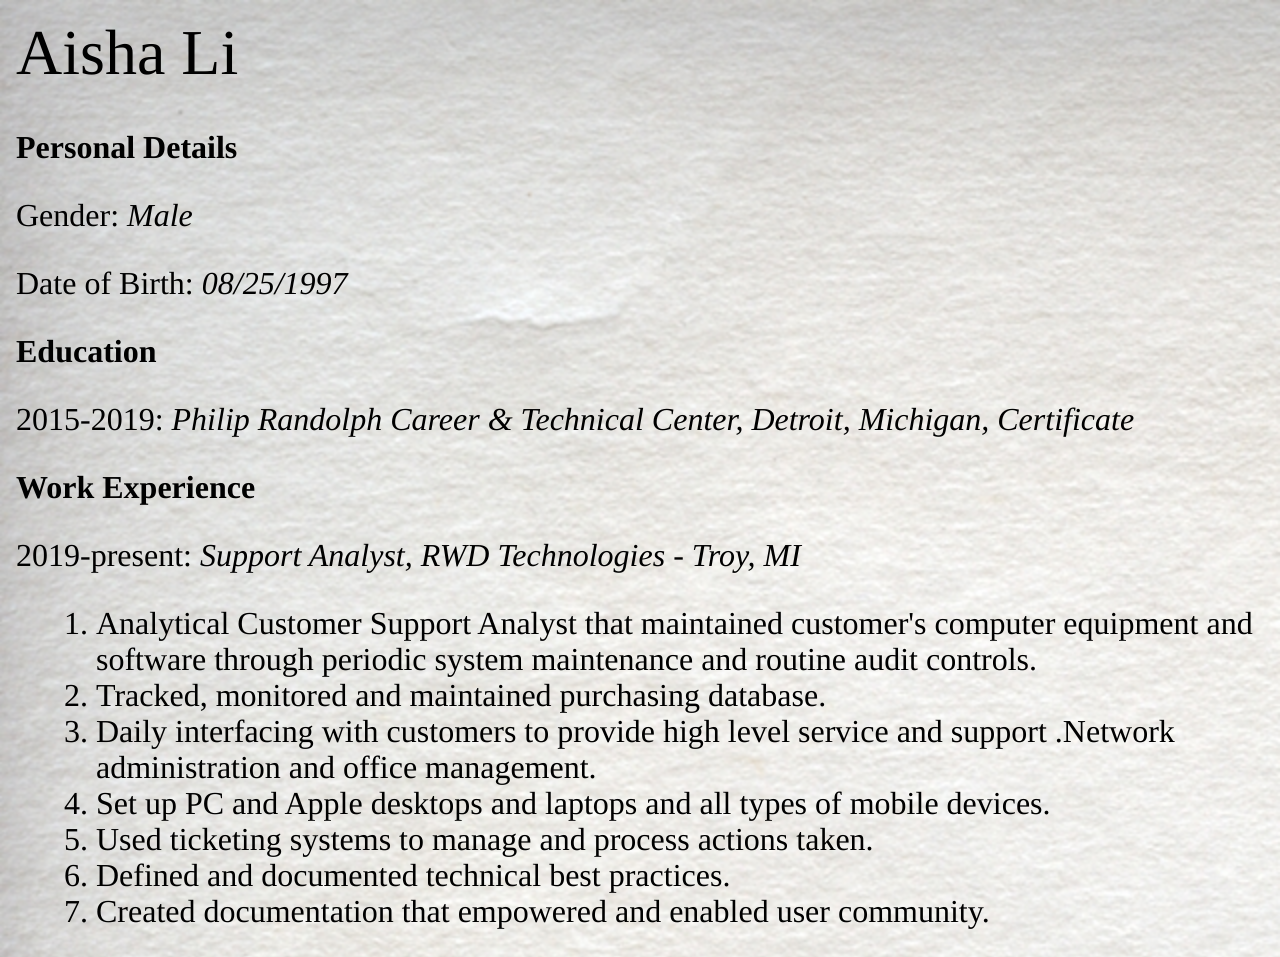 Aisha Li
Personal Details
Gender: Male
Date of Birth: 08/25/1997
Education
2015-2019: Philip Randolph Career & Technical Center, Detroit, Michigan, Certificate
Work Experience
2019-present: Support Analyst, RWD Technologies - Troy, MI
1. Analytical Customer Support Analyst that maintained customer's computer equipment and
software through periodic system maintenance and routine audit controls.
2. Tracked, monitored and maintained purchasing database.
3. Daily interfacing with customers to provide high level service and support .Network
administration and office management.
4. Set up PC and Apple desktops and laptops and all types of mobile devices.
5. Used ticketing systems to manage and process actions taken.
6. Defined and documented technical best practices.
7. Created documentation that empowered and enabled user community.